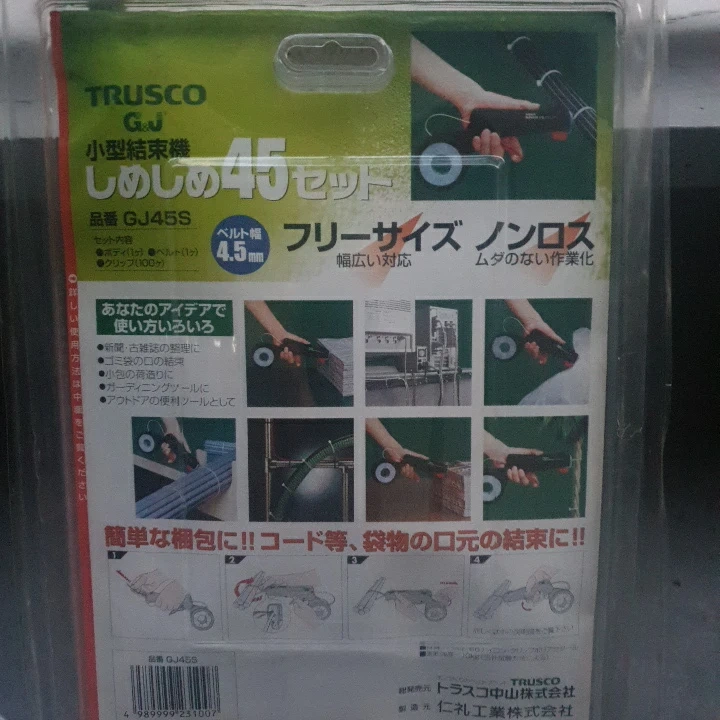 TRUSCO
G&J
小型結束機
しめしめ45セット
品番 GJ45S
セット内容
●ボディ(1ヶ) ●ベルト(1ヶ)
●クリップ(100ヶ)
ベルト幅
4.5mm
フリーサイズ
幅広い対応
ノンロス
ムダのない作業化
あなたのアイデアで
使い方いろいろ
●新聞・古雑誌の整理に
●ゴミ袋の口の結束
●小包の荷造りに
●ガーデニングツールに
●アウトドアの便利ツールとして
簡単な梱包に!!コード等、袋物の口元の結束に!!
1
2
3
4
品番 GJ45S
4 989999 231007
TRUSCO
総発売元 トラスコ中山株式会社
製造元 仁礼工業株式会社